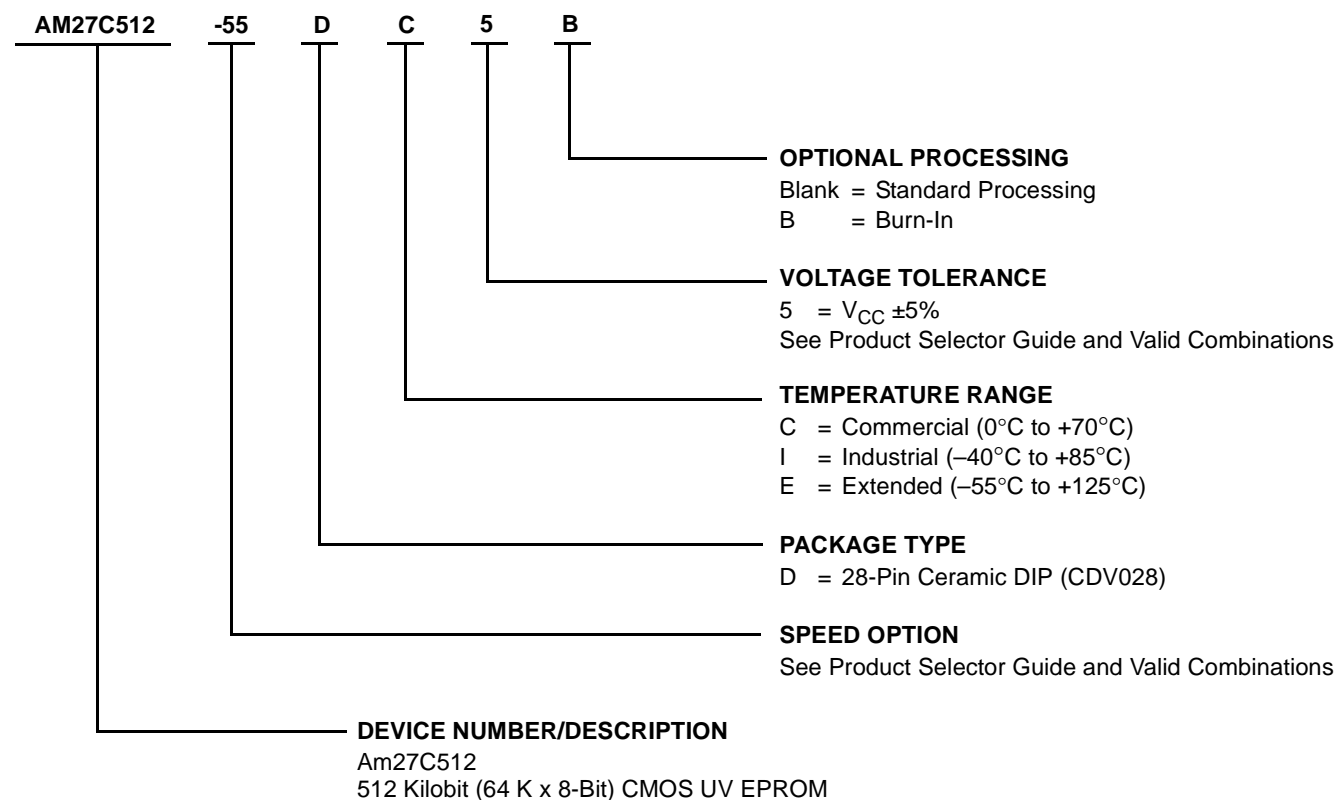 AM27C512 -55 D C 5 B
OPTIONAL PROCESSING
Blank = Standard Processing
B = Burn-In
VOLTAGE TOLERANCE
5 = VCC ±5%
See Product Selector Guide and Valid Combinations
TEMPERATURE RANGE
C = Commercial (0°C to +70°C)
I = Industrial (–40°C to +85°C)
E = Extended (–55°C to +125°C)
PACKAGE TYPE
D = 28-Pin Ceramic DIP (CDV028)
SPEED OPTION
See Product Selector Guide and Valid Combinations
DEVICE NUMBER/DESCRIPTION
Am27C512
512 Kilobit (64 K x 8-Bit) CMOS UV EPROM